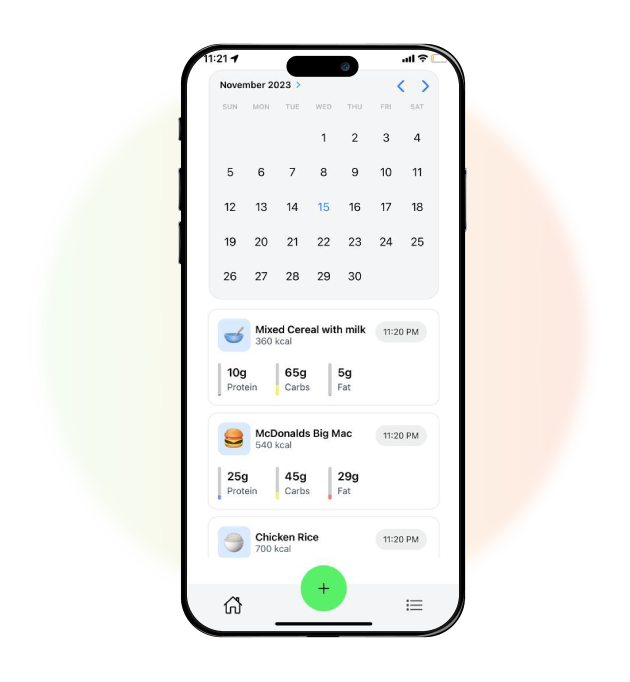 11:21
November 2023 >
SUN MON TUE WED THU FRI SAT
1 2 3 4
5 6 7 8 9 10 11
12 13 14 15 16 17 18
19 20 21 22 23 24 25
26 27 28 29 30
Mixed Cereal with milk
360 kcal
11:20 PM
10g 65g 5g
Protein Carbs Fat
McDonalds Big Mac
540 kcal
11:20 PM
25g 45g 29g
Protein Carbs Fat
Chicken Rice
700 kcal
11:20 PM
+